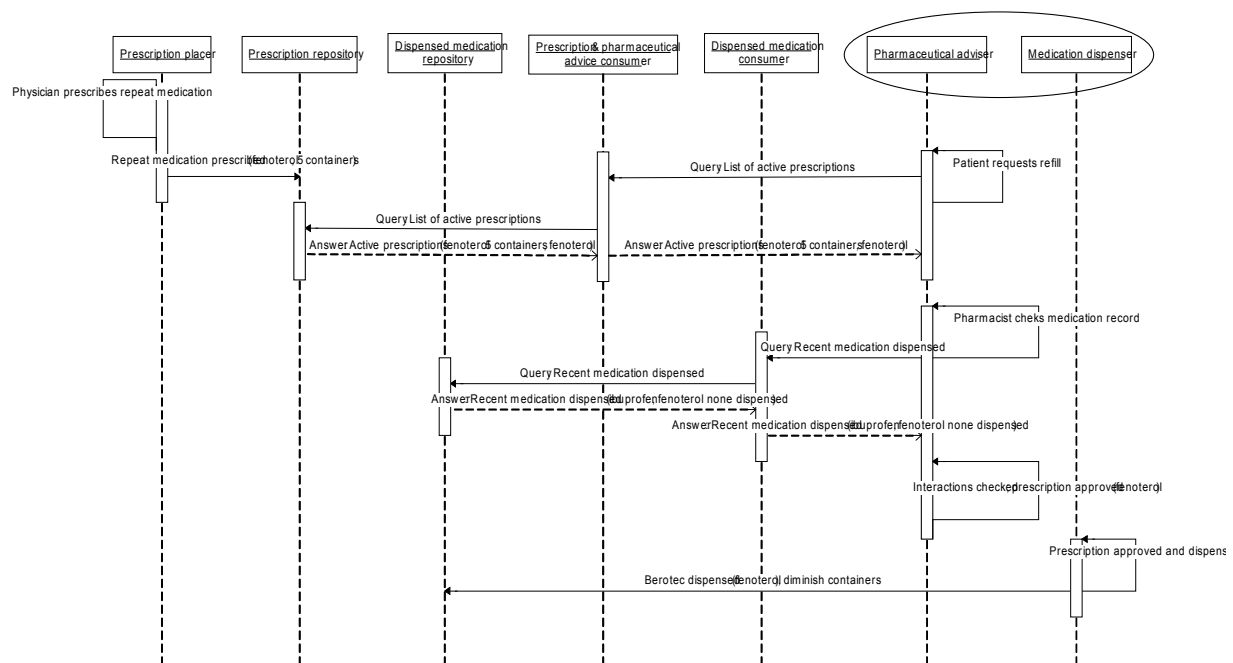 Prescription placer
Prescription repository
Dispensed medication
repository
Prescription & pharmaceutical
advice consumer
Dispensed medication
consumer
Pharmaceutical adviser
Medication dispenser
Physician prescribes repeat medication
Repeat medication prescribed (fenoterol, 5 containers)
Query List of active prescriptions
Patient requests refill
Query List of active prescriptions
Answer: Active prescriptions (fenoterol 5 containers, fenoterol)
Answer: Active prescriptions (fenoterol 5 containers, fenoterol)
Pharmacist cheks medication record
Query: Recent medication dispensed
Query: Recent medication dispensed
Answer: Recent medication dispensed (ibuprofen, fenoterol none dispensed)
Answer: Recent medication dispensed (ibuprofen, fenoterol none dispensed)
Interactions checked, prescription approved (fenoterol)
Prescription approved and dispens
Berotec dispensed (fenoterol), diminish containers